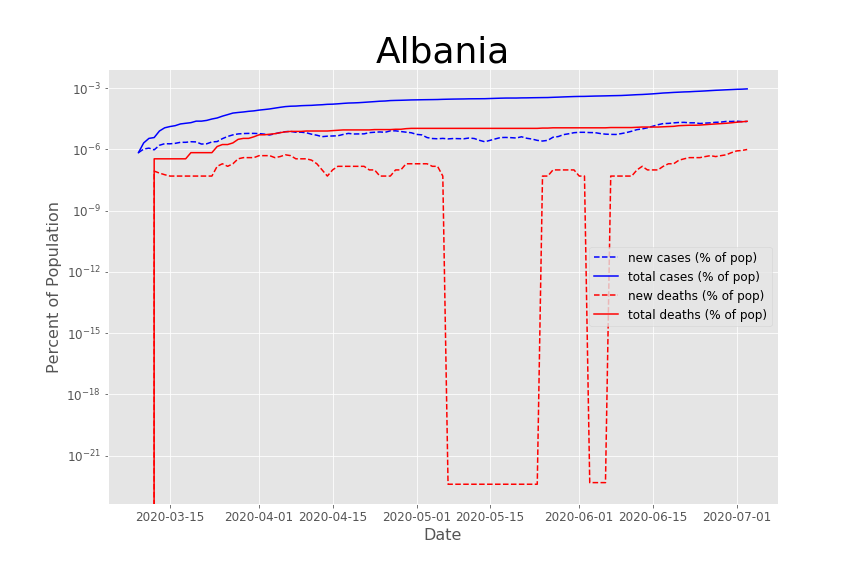 Albania
Percent of Population
10⁻³
10⁻⁶
10⁻⁹
10⁻¹²
10⁻¹⁵
10⁻¹⁸
10⁻²¹
new cases (% of pop)
total cases (% of pop)
new deaths (% of pop)
total deaths (% of pop)
2020-03-15 2020-04-01 2020-04-15 2020-05-01 2020-05-15 2020-06-01 2020-06-15 2020-07-01
Date